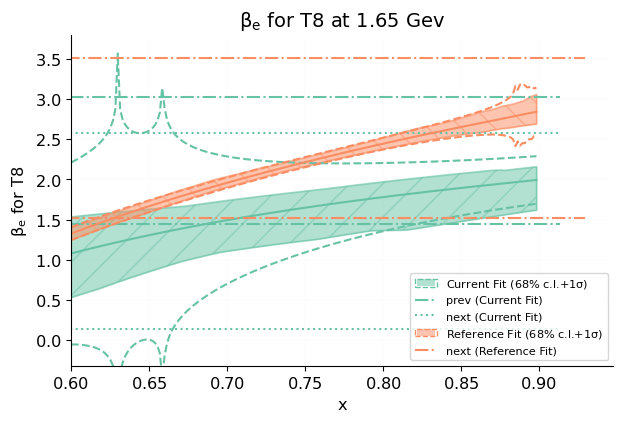 βe for T8 at 1.65 Gev
βe for T8
3.5
3.0
2.5
2.0
1.5
1.0
0.5
0.0
0.60
0.65
0.70
0.75
0.80
0.85
0.90
x
Current Fit (68% c.l.+1σ)
prev (Current Fit)
next (Current Fit)
Reference Fit (68% c.l.+1σ)
next (Reference Fit)